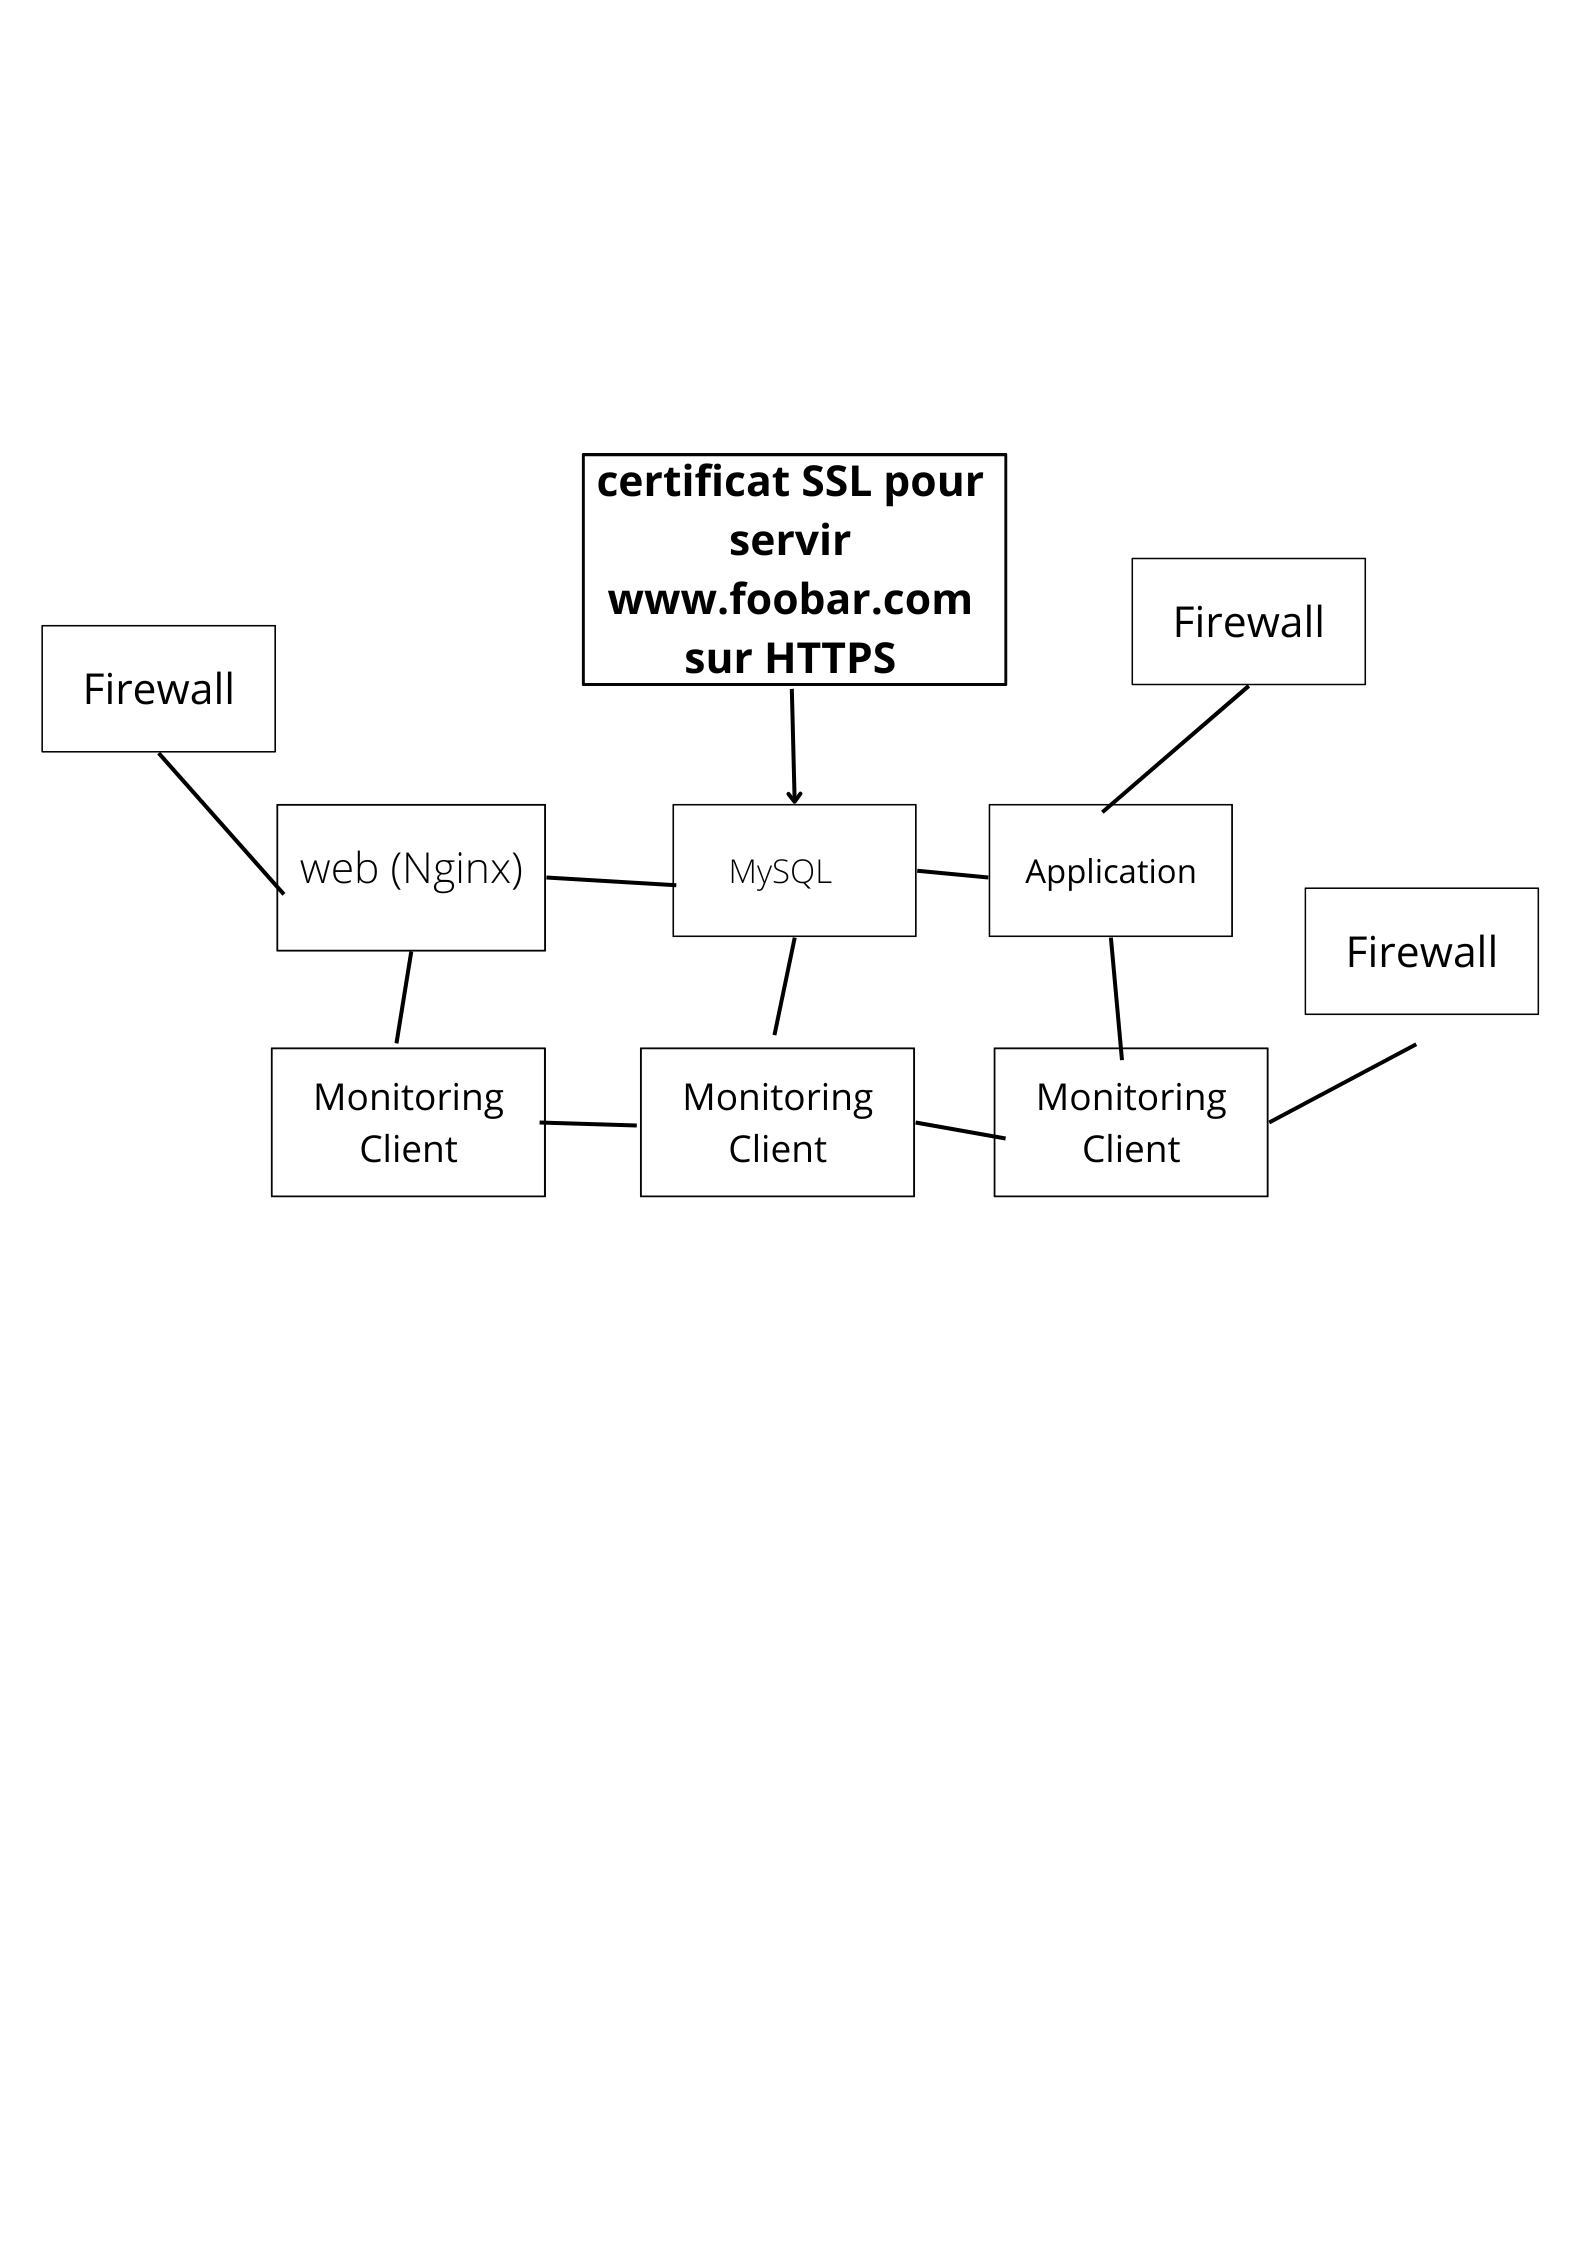 certificat SSL pour
servir
www.foobar.com
sur HTTPS
Firewall
Firewall
web (Nginx)
MySQL
Application
Firewall
Monitoring
Client
Monitoring
Client
Monitoring
Client